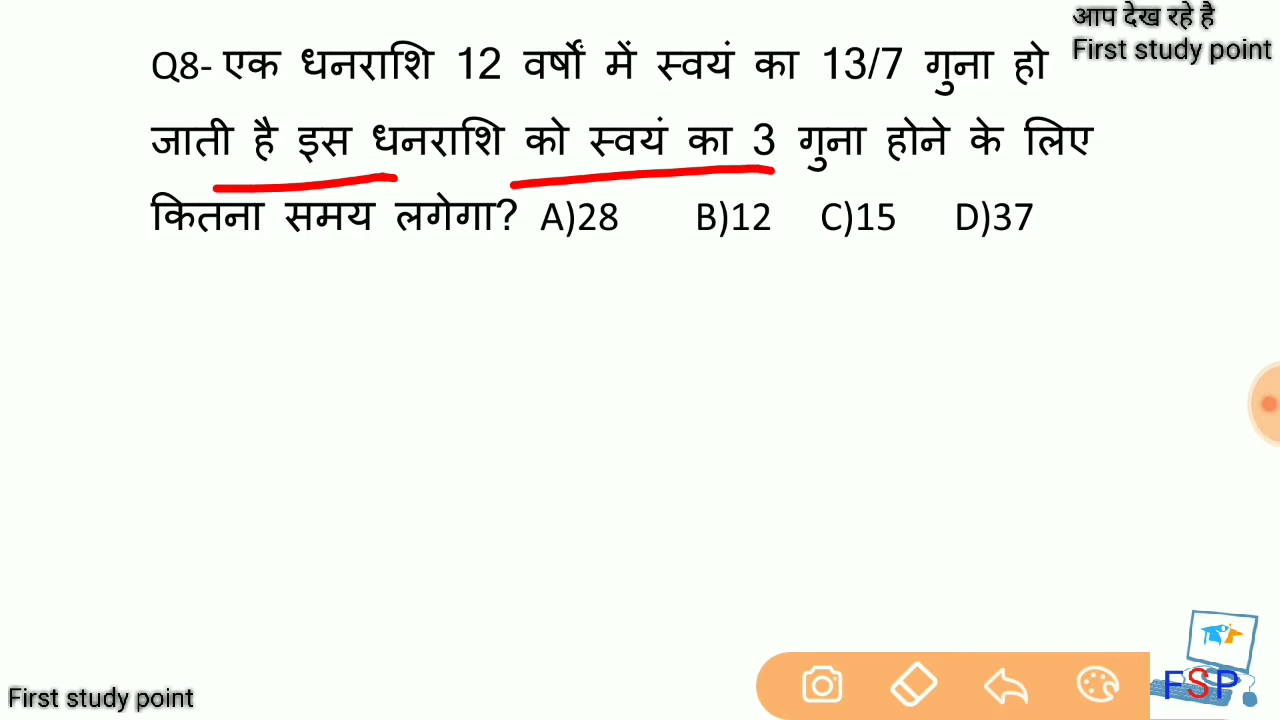 आप देख रहे है
First study point
Q8- एक धनराशि 12 वर्षों में स्वयं का 13/7 गुना हो
जाती है इस धनराशि को स्वयं का 3 गुना होने के लिए
कितना समय लगेगा? A)28 B)12 C)15 D)37
FSP
First study point